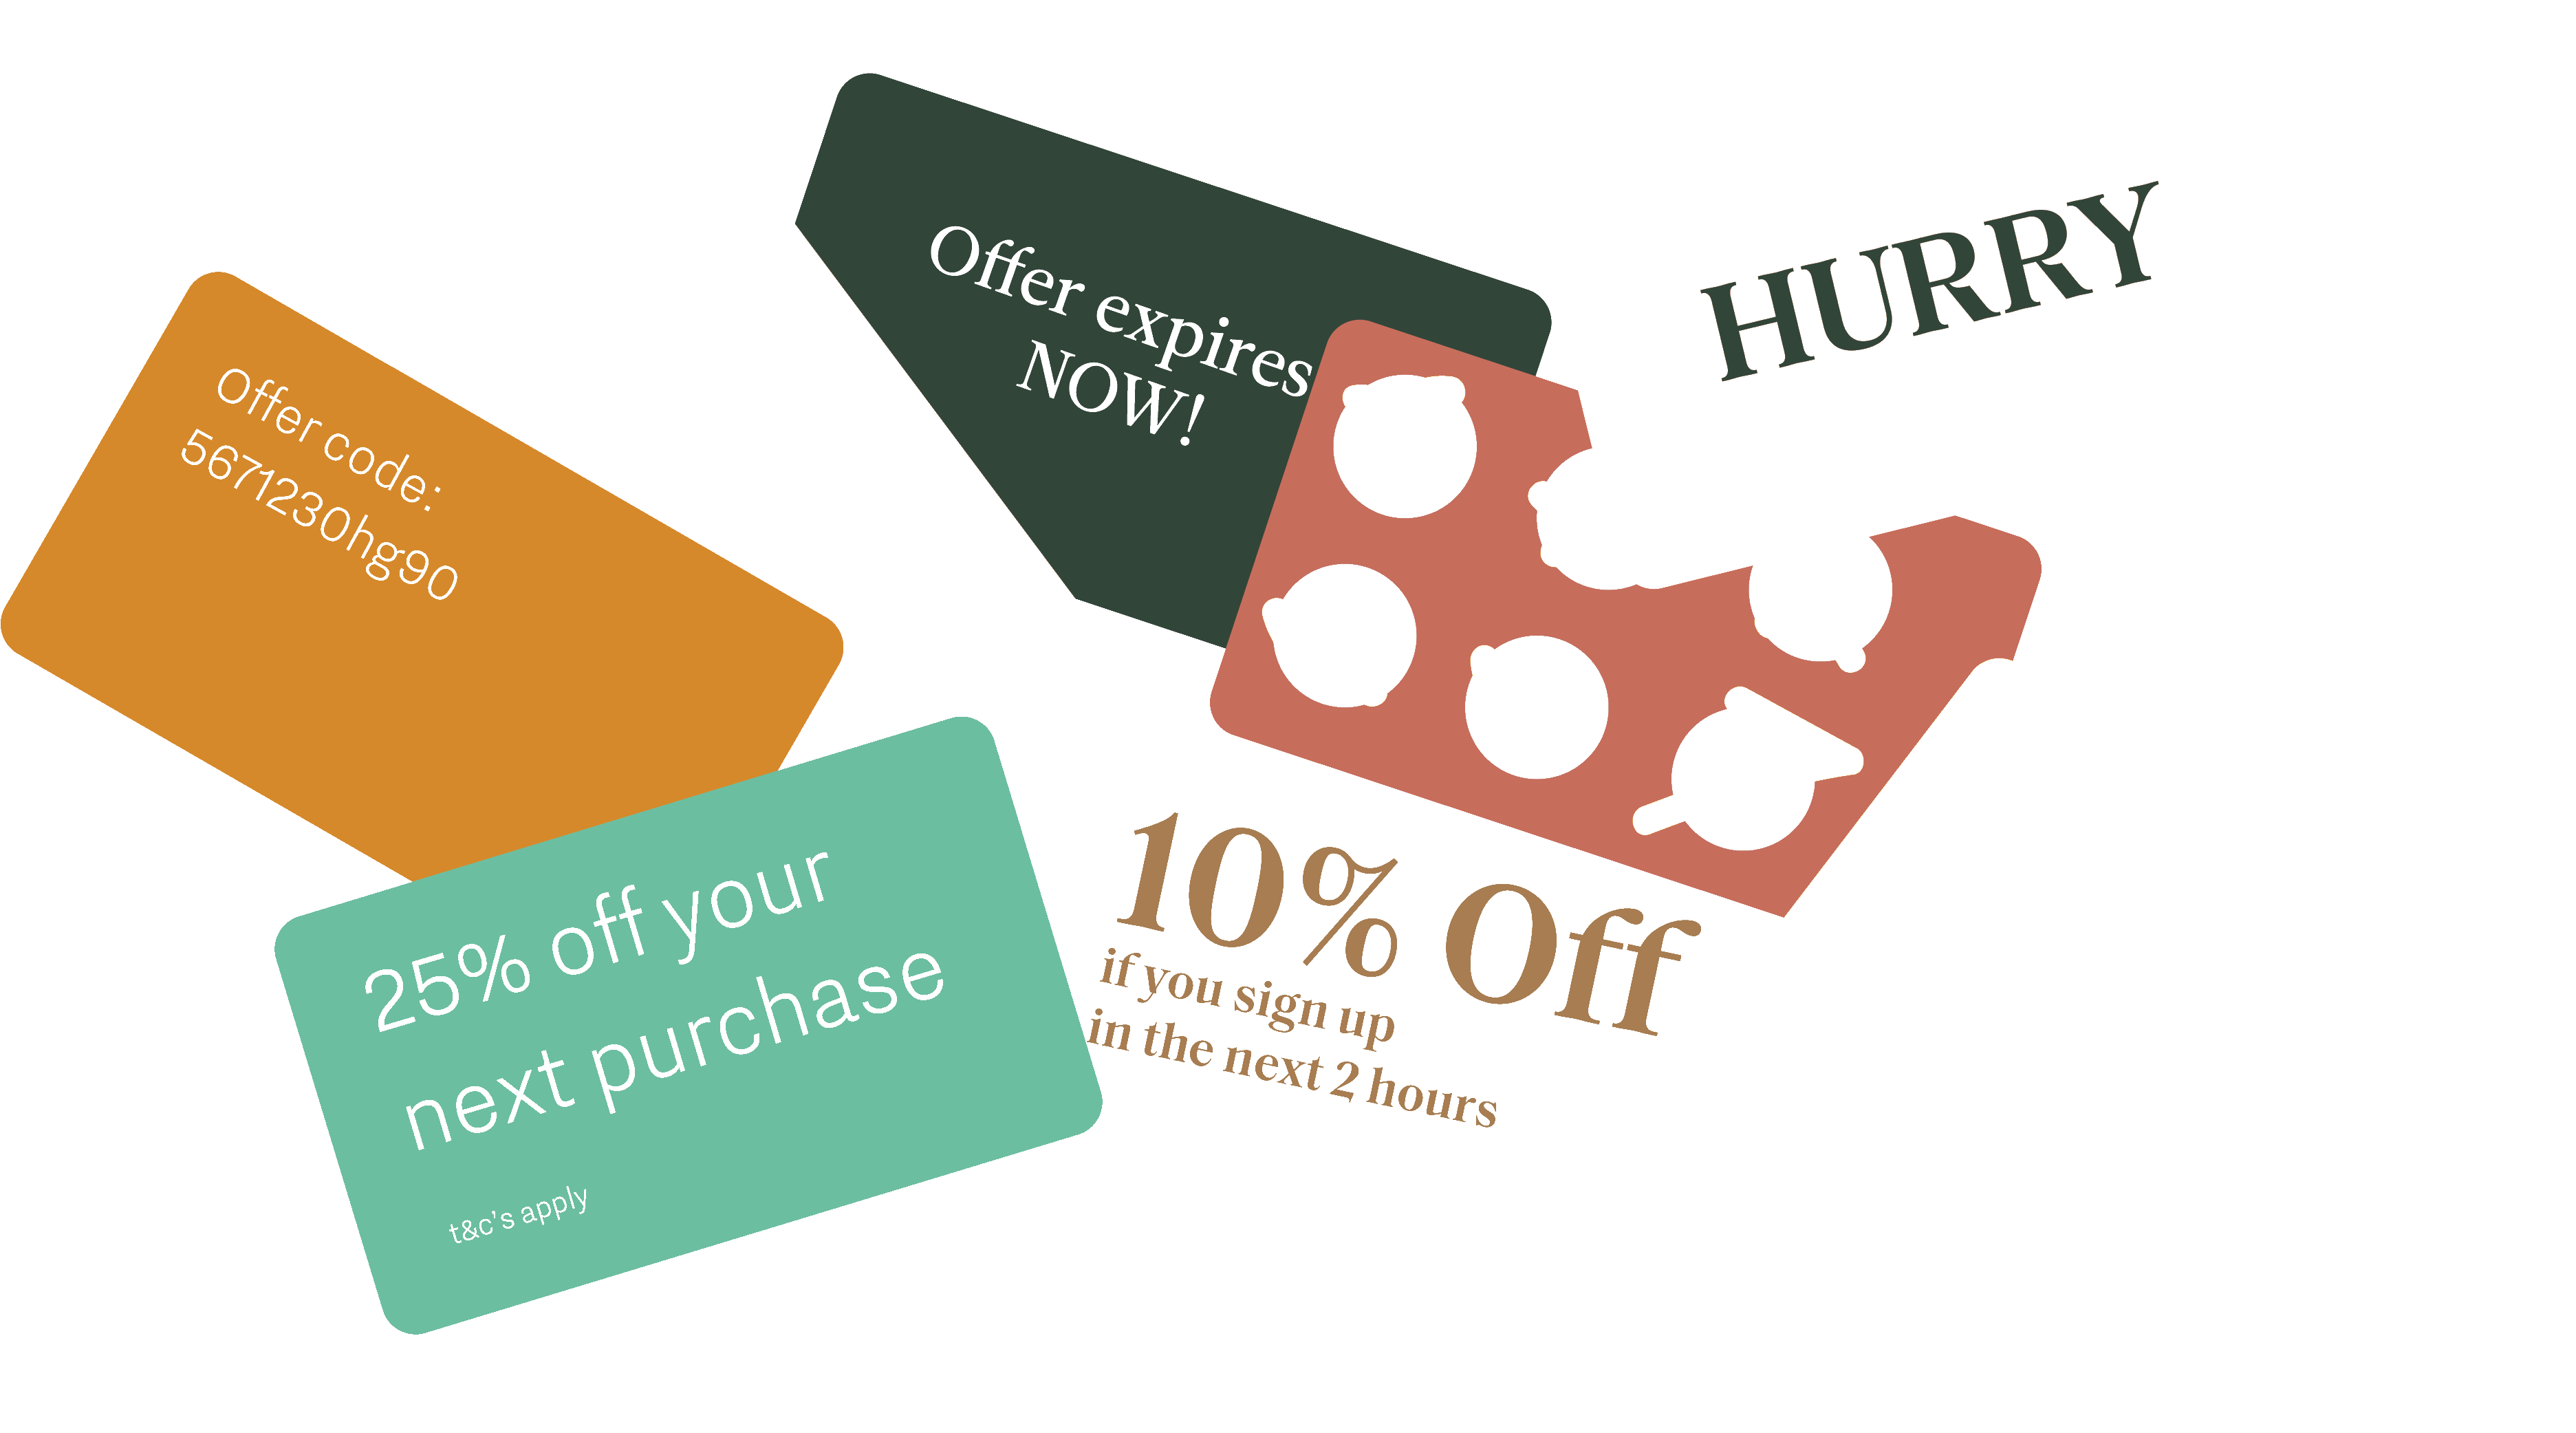 Offer expires
NOW!
HURRY
Offer code:
5671230hg90
25% off your
next purchase
t&c's apply
10% Off
if you sign up
in the next 2 hours